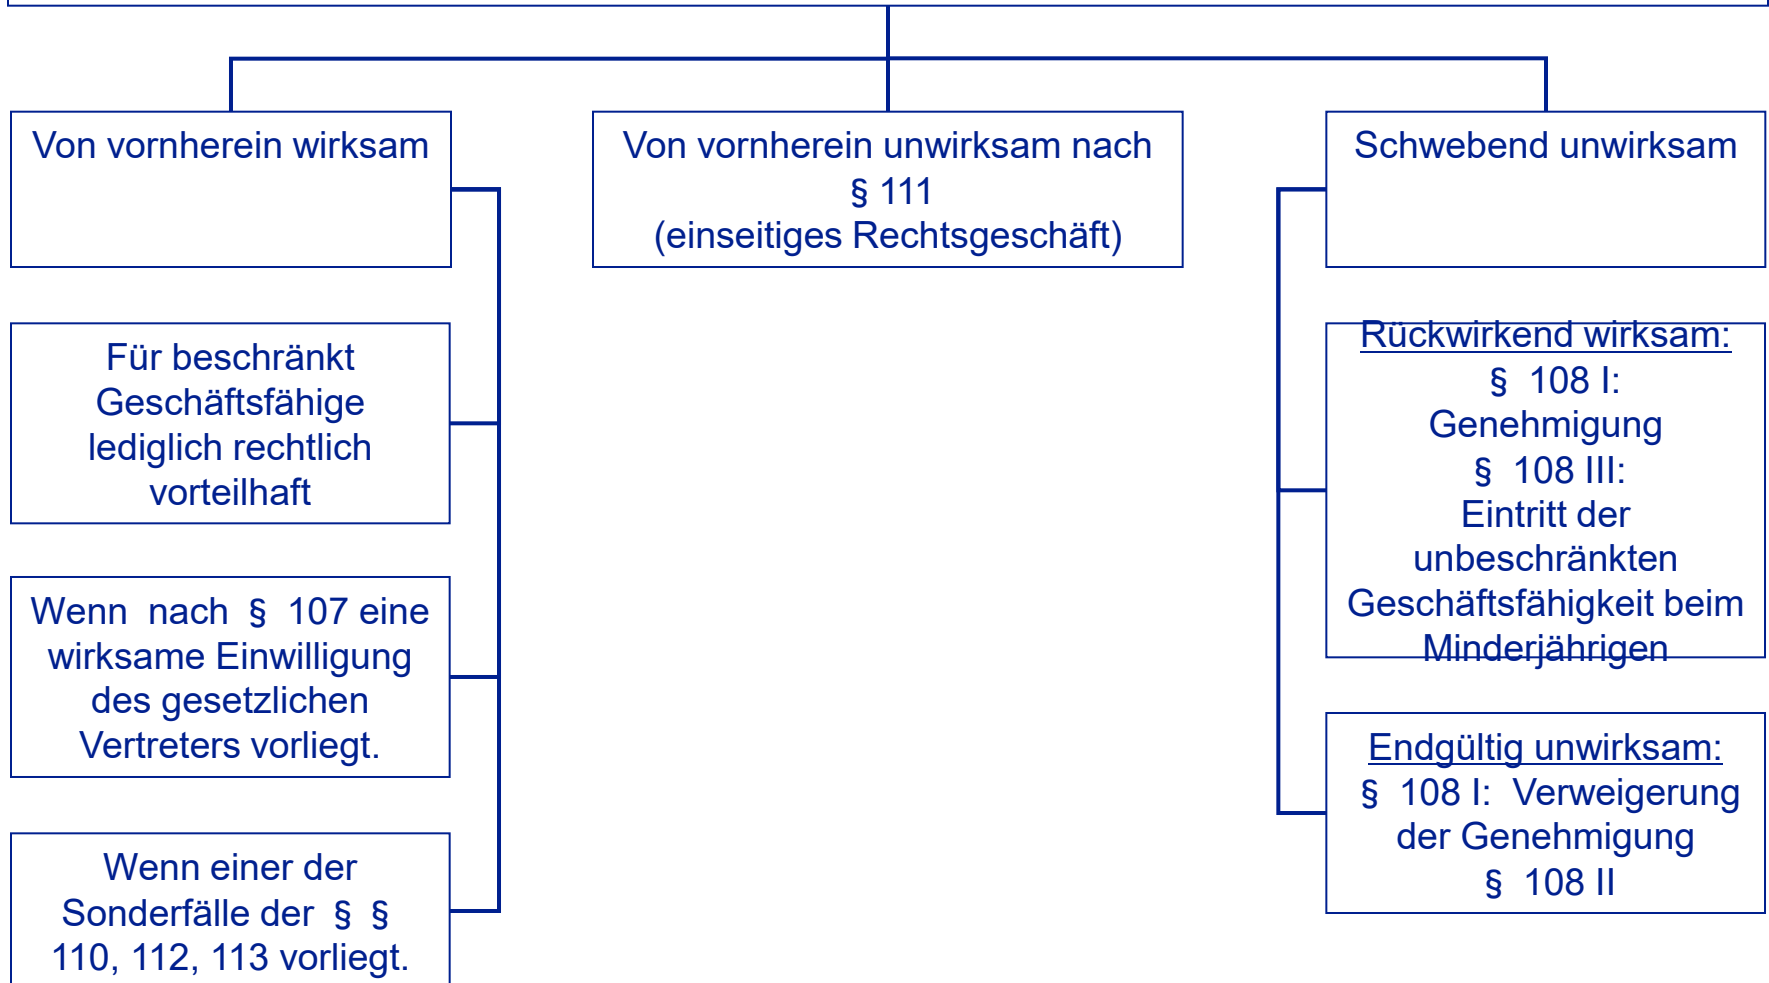 Von vornherein wirksam
Für beschränkt
Geschäftsfähige
lediglich rechtlich
vorteilhaft
Wenn nach § 107 eine
wirksame Einwilligung
des gesetzlichen
Vertreters vorliegt.
Wenn einer der
Sonderfälle der § §
110, 112, 113 vorliegt.
Von vornherein unwirksam nach
§ 111
(einseitiges Rechtsgeschäft)
Schwebend unwirksam
Rückwirkend wirksam:
§ 108 I:
Genehmigung
§ 108 III:
Eintritt der
unbeschränkten
Geschäftsfähigkeit beim
Minderjährigen
Endgültig unwirksam:
§ 108 I: Verweigerung
der Genehmigung
§ 108 II